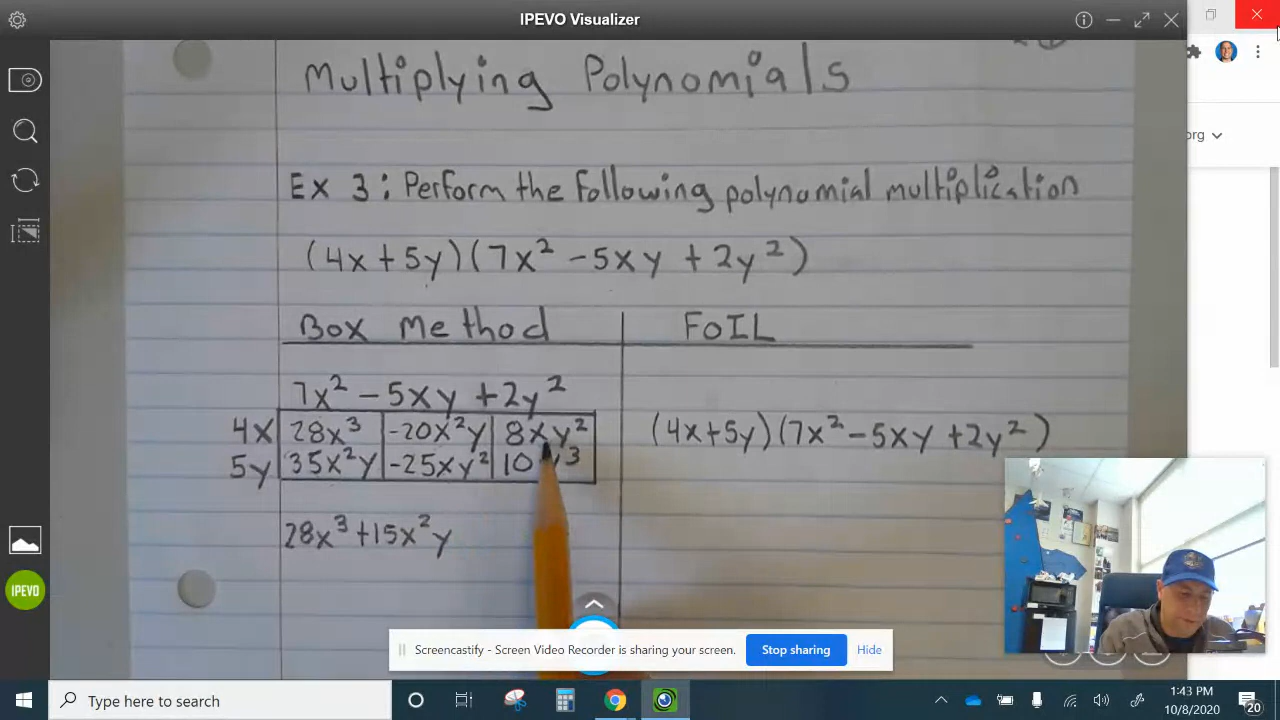 IPEVO Visualizer
Multiplying Polynomials
org
Ex 3: Perform the following polynomial multiplication
(4x + 5y)(7x² - 5xy + 2y²)
Box Method FOIL
7x² - 5xy + 2y²
4x 28x³ -20x²y 8xy² (4x+5y)(7x² - 5xy + 2y²)
5y 35x²y -25xy² 10y³
28x³ + 15x²y
IPEVO
Screencastify - Screen Video Recorder is sharing your screen. Stop sharing Hide
Type here to search
1:43 PM
10/8/2020
20